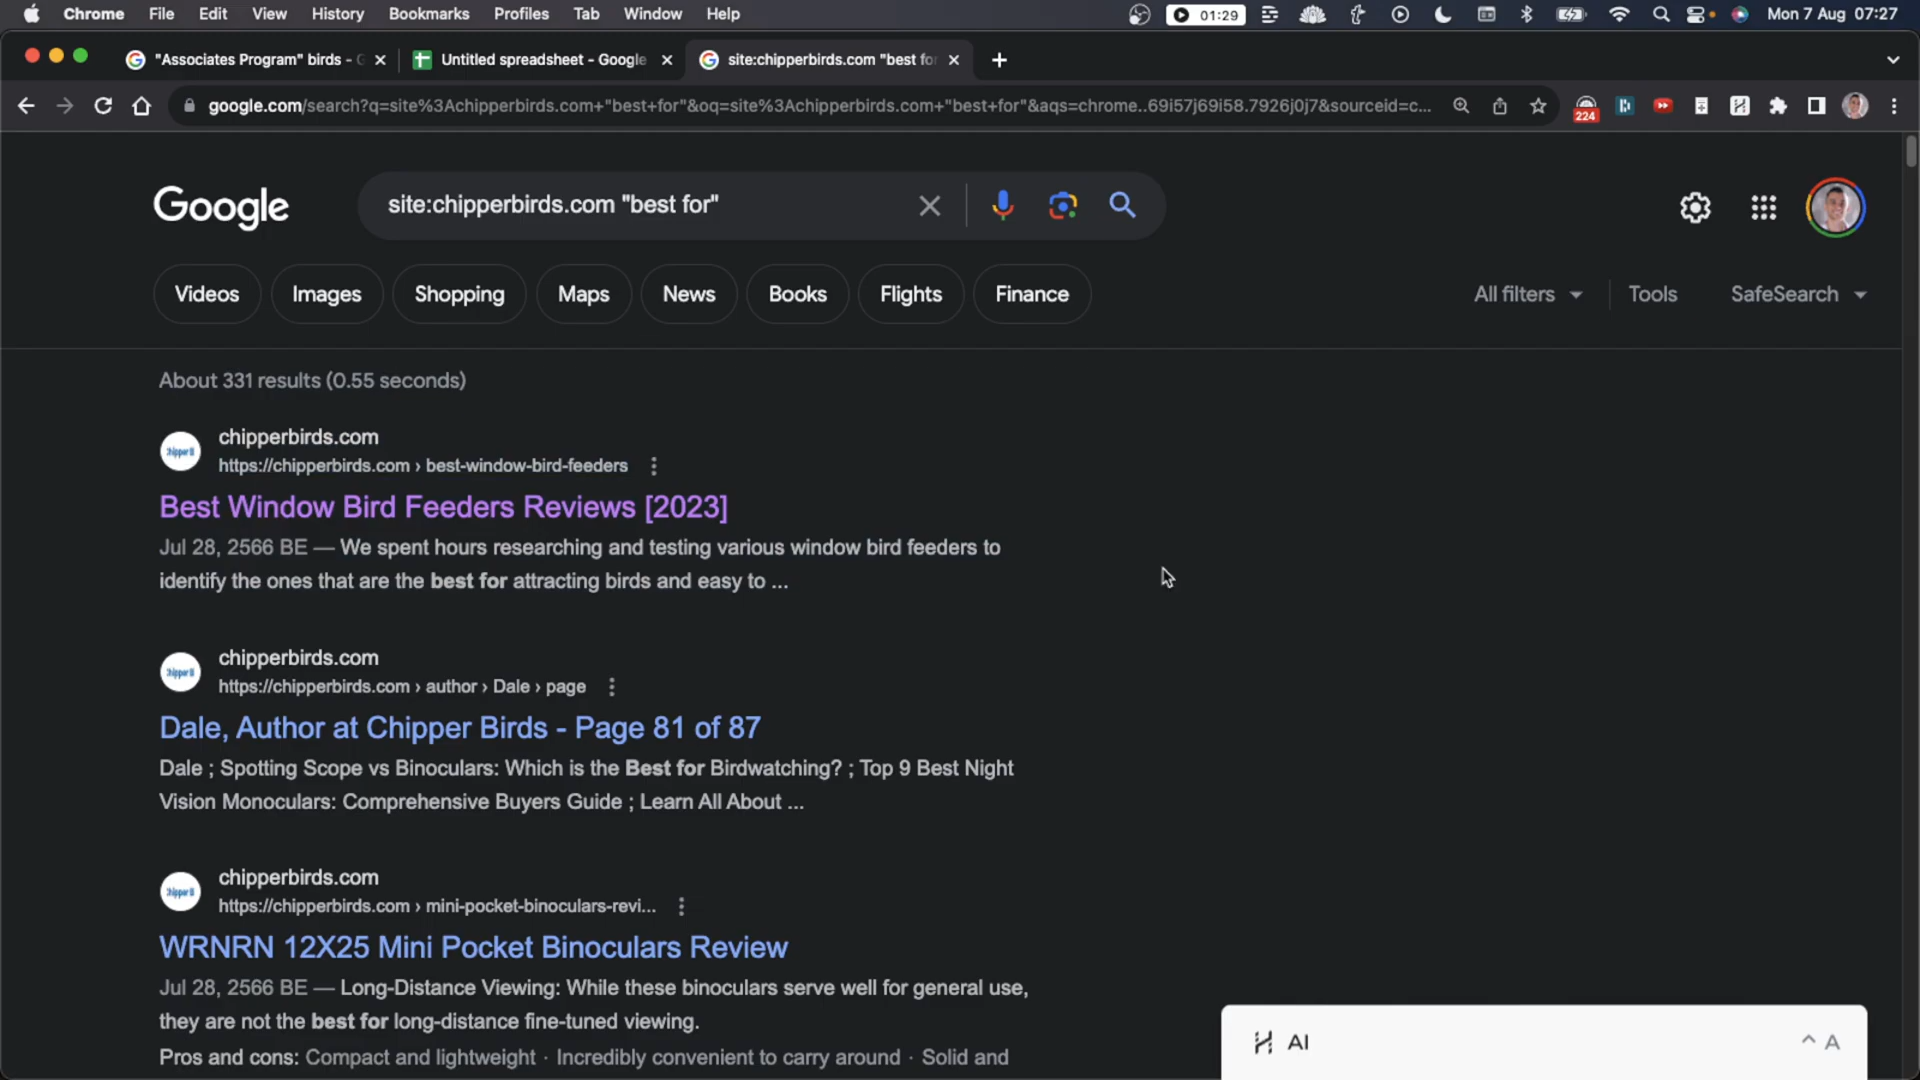 Chrome File Edit View History Bookmarks Profiles Tab Window Help 01:29 Mon 7 Aug 07:27
"Associates Program" birds - G Untitled spreadsheet - Google site:chipperbirds.com "best fo
google.com/search?q=site%3Achipperbirds.com+"best+for"&oq=site%3Achipperbirds.com+"best+for"&aqs=chrome..69i57j69i58.7926j0j7&sourceid=c... 224
Google site:chipperbirds.com "best for"
Videos Images Shopping Maps News Books Flights Finance All filters Tools SafeSearch
About 331 results (0.55 seconds)
chipperbirds.com
https://chipperbirds.com › best-window-bird-feeders
Best Window Bird Feeders Reviews [2023]
Jul 28, 2566 BE — We spent hours researching and testing various window bird feeders to
identify the ones that are the best for attracting birds and easy to ...
chipperbirds.com
https://chipperbirds.com › author › Dale › page
Dale, Author at Chipper Birds - Page 81 of 87
Dale ; Spotting Scope vs Binoculars: Which is the Best for Birdwatching? ; Top 9 Best Night
Vision Monoculars: Comprehensive Buyers Guide ; Learn All About ...
chipperbirds.com
https://chipperbirds.com › mini-pocket-binoculars-revi...
WRNRN 12X25 Mini Pocket Binoculars Review
Jul 28, 2566 BE — Long-Distance Viewing: While these binoculars serve well for general use,
they are not the best for long-distance fine-tuned viewing.
Pros and cons: Compact and lightweight · Incredibly convenient to carry around · Solid and
AI ^ A